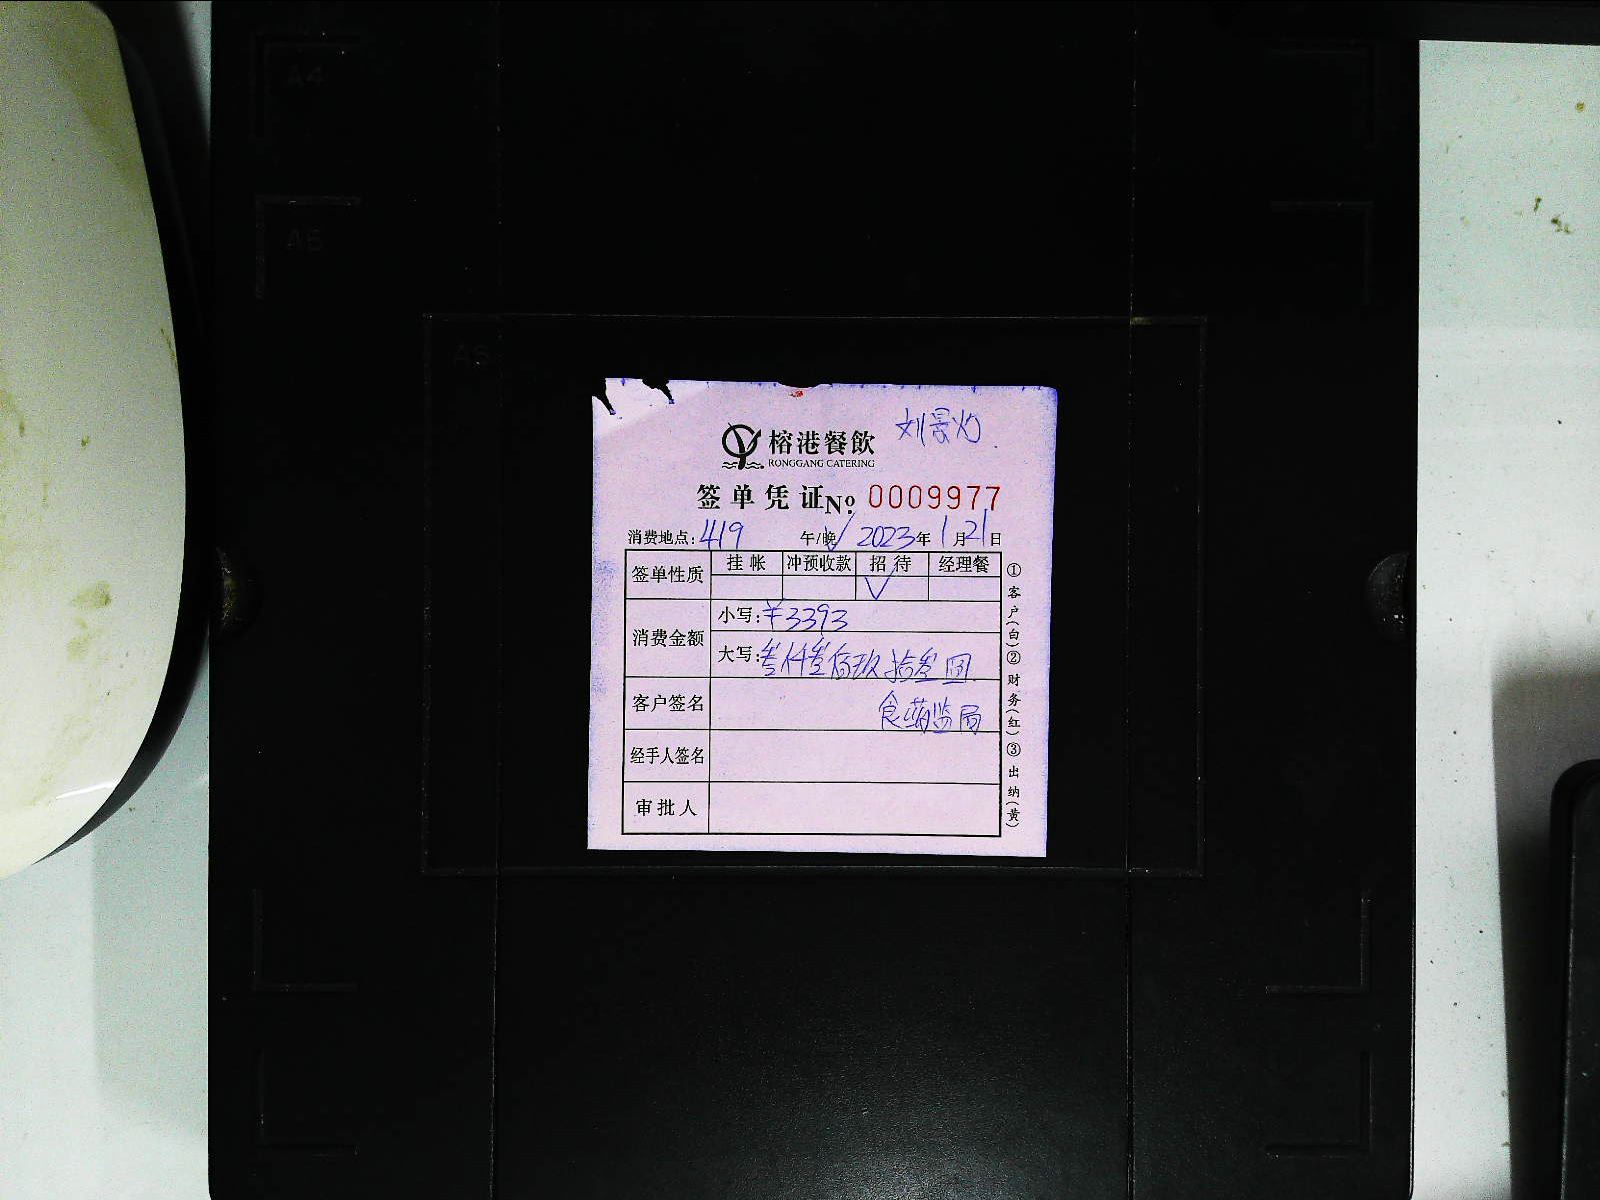 A4
A5
A6
刘景灼
榕港餐飲
RONGGANG CATERING
签单凭证 № 0009977
消费地点: 419 午/晚√ 2023年1月21日
签单性质 挂帐 冲预收款 招待 经理餐
√
消费金额 小写: ¥3393
大写: 叁仟叁佰玖拾叁圆
客户签名 食药监局
经手人签名
审批人
①客户(白)②财务(红)③出纳(黄)